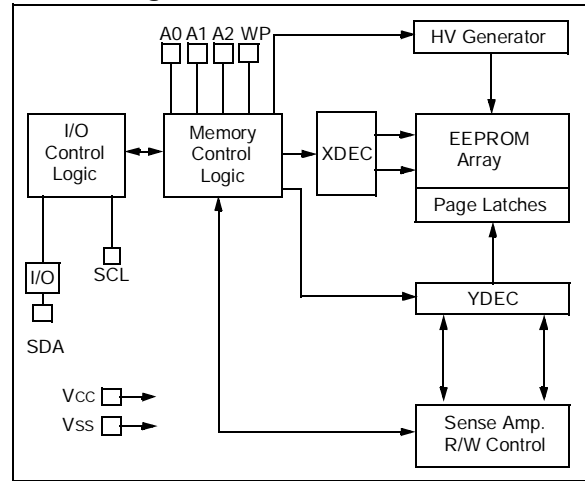 A0 A1 A2 WP
HV Generator
I/O
Control
Logic
Memory
Control
Logic
XDEC
EEPROM
Array
Page Latches
I/O
SCL
SDA
YDEC
VCC
VSS
Sense Amp.
R/W Control